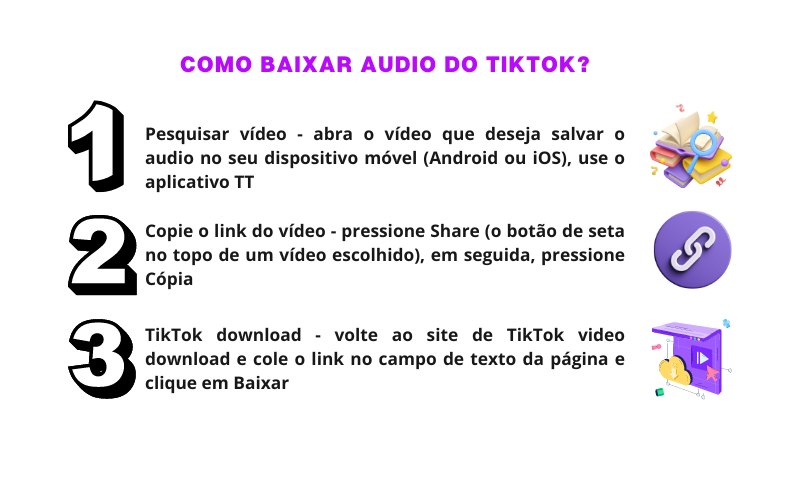 COMO BAIXAR AUDIO DO TIKTOK?
1
Pesquisar vídeo - abra o vídeo que deseja salvar o
audio no seu dispositivo móvel (Android ou iOS), use o
aplicativo TT
2
Copie o link do vídeo - pressione Share (o botão de seta
no topo de um vídeo escolhido), em seguida, pressione
Cópia
3
TikTok download - volte ao site de TikTok video
download e cole o link no campo de texto da página e
clique em Baixar